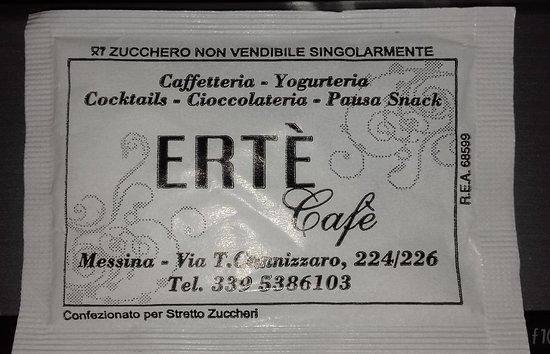 ZUCCHERO NON VENDIBILE SINGOLARMENTE
Caffetteria - Yogurteria
Cocktails - Cioccolateria - Pausa Snack
ERTÈ
Cafè
Messina - Via T.Cannizzaro, 224/226
Tel. 339 5386103
R.E.A. 68599
Confezionato per Stretto Zuccheri